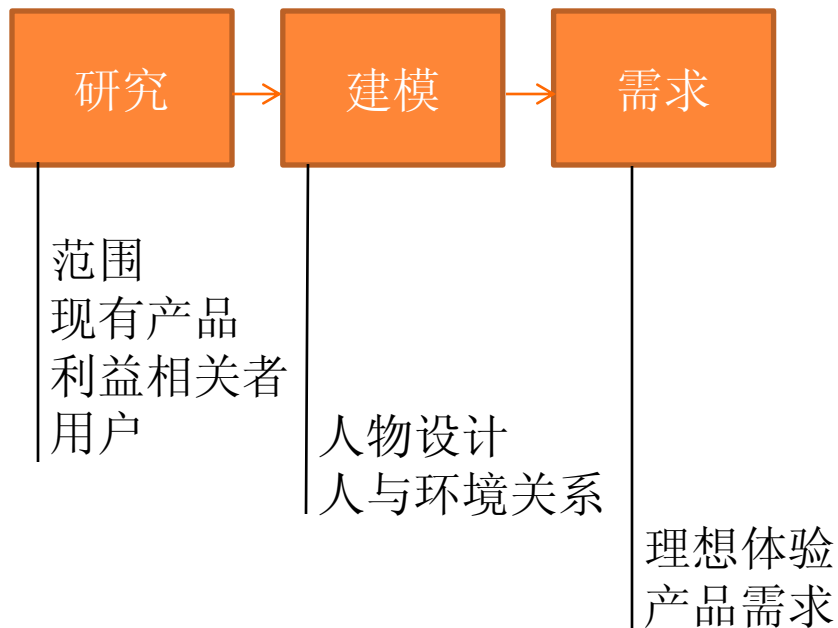 研究
建模
需求
范围
现有产品
利益相关者
用户
人物设计
人与环境关系
理想体验
产品需求